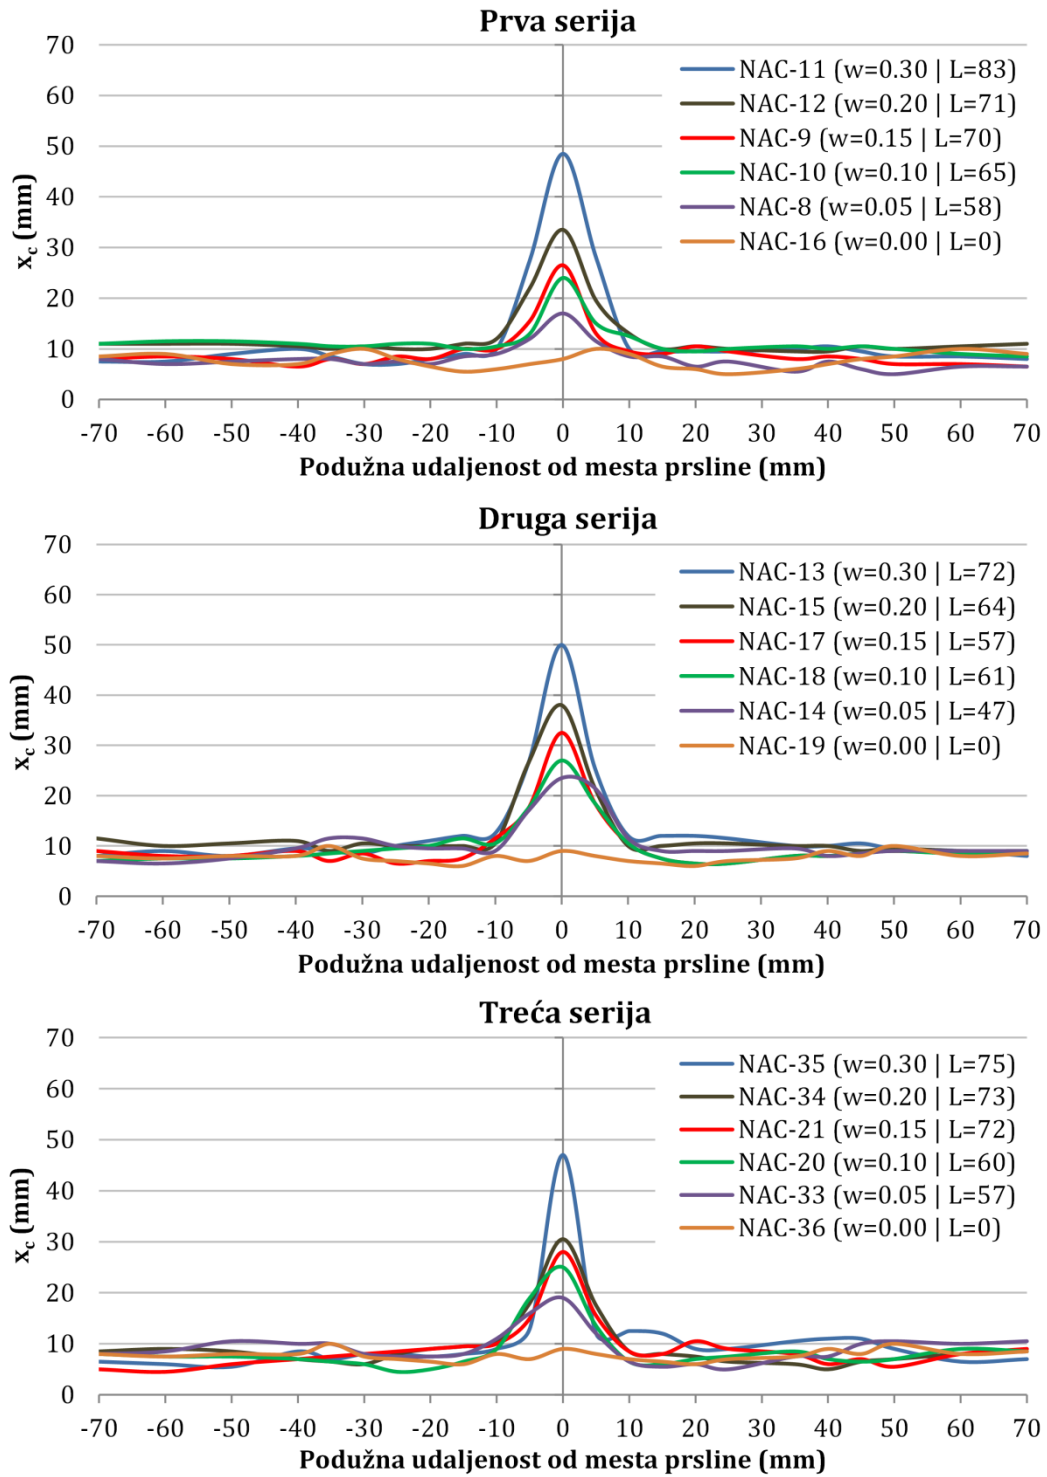 Prva serija
70
60
50
40
30
20
10
0
x_c (mm)
NAC-11 (w=0.30 | L=83)
NAC-12 (w=0.20 | L=71)
NAC-9 (w=0.15 | L=70)
NAC-10 (w=0.10 | L=65)
NAC-8 (w=0.05 | L=58)
NAC-16 (w=0.00 | L=0)
-70 -60 -50 -40 -30 -20 -10 0 10 20 30 40 50 60 70
Podužna udaljenost od mesta prsline (mm)
Druga serija
70
60
50
40
30
20
10
0
x_c (mm)
NAC-13 (w=0.30 | L=72)
NAC-15 (w=0.20 | L=64)
NAC-17 (w=0.15 | L=57)
NAC-18 (w=0.10 | L=61)
NAC-14 (w=0.05 | L=47)
NAC-19 (w=0.00 | L=0)
-70 -60 -50 -40 -30 -20 -10 0 10 20 30 40 50 60 70
Podužna udaljenost od mesta prsline (mm)
Treća serija
70
60
50
40
30
20
10
0
x_c (mm)
NAC-35 (w=0.30 | L=75)
NAC-34 (w=0.20 | L=73)
NAC-21 (w=0.15 | L=72)
NAC-20 (w=0.10 | L=60)
NAC-33 (w=0.05 | L=57)
NAC-36 (w=0.00 | L=0)
-70 -60 -50 -40 -30 -20 -10 0 10 20 30 40 50 60 70
Podužna udaljenost od mesta prsline (mm)